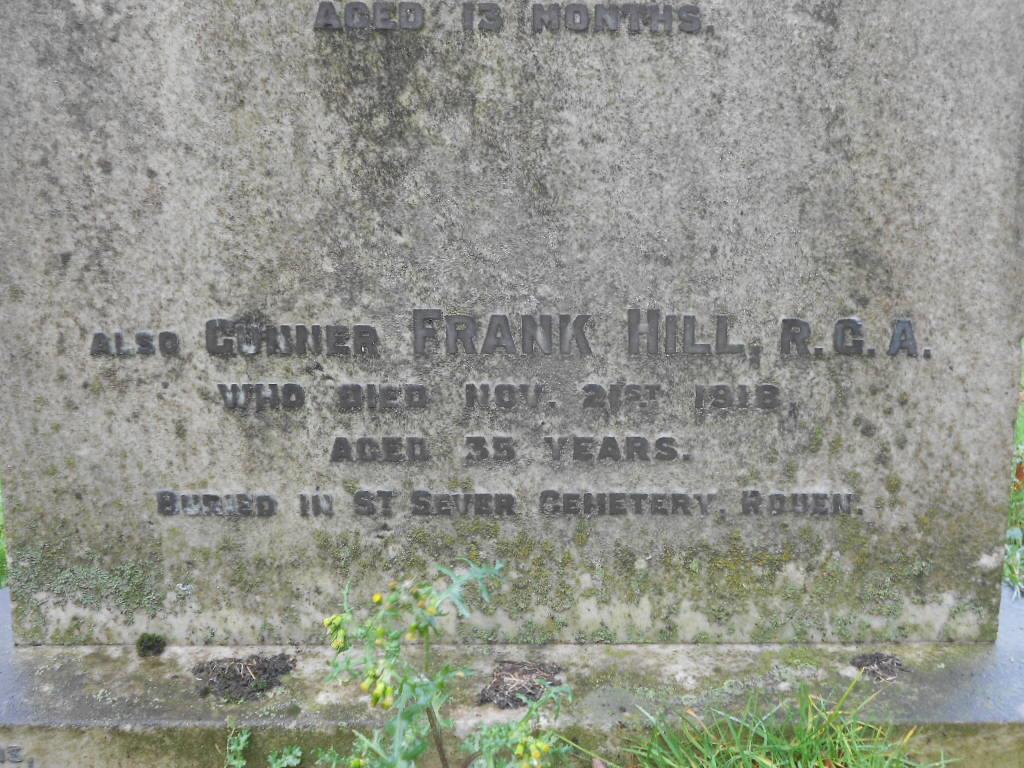 AGED 13 MONTHS.
ALSO GUNNER FRANK HILL, R.G.A.
WHO DIED NOV. 21ST 1918,
AGED 35 YEARS.
BURIED IN ST SEVER CEMETERY, ROUEN.